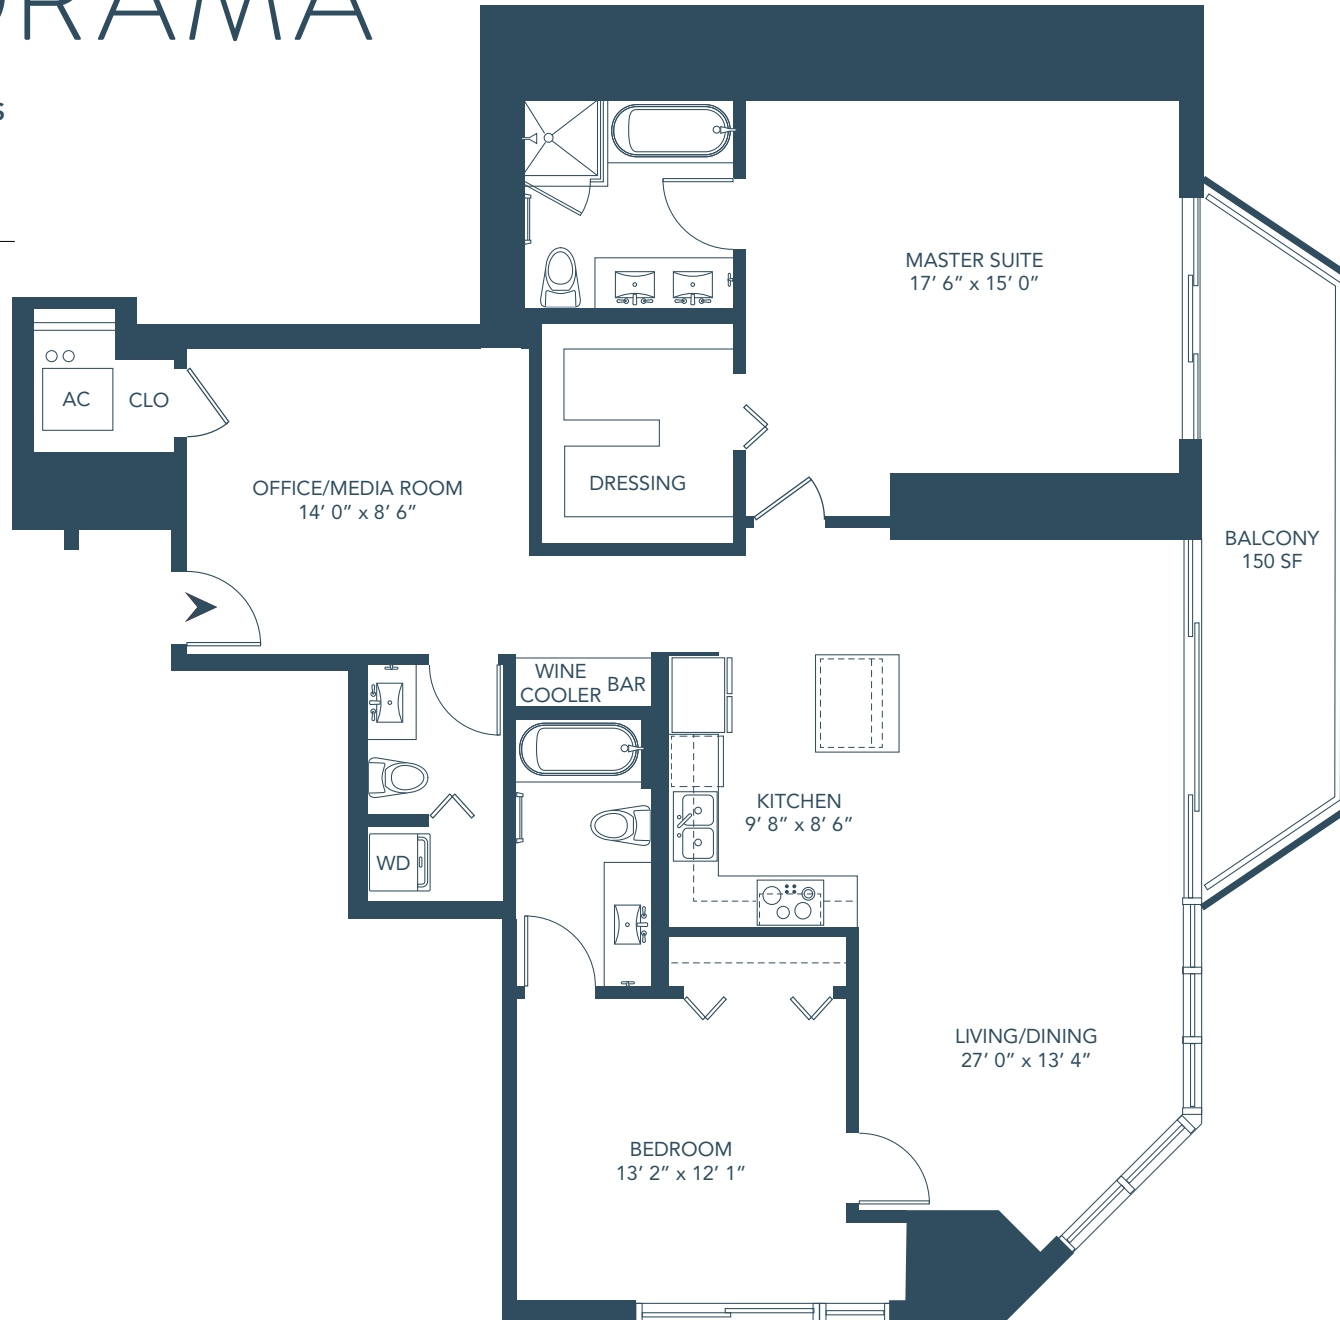 ORAMA
S
MASTER SUITE
17’ 6” x 15’ 0”
AC
CLO
DRESSING
OFFICE/MEDIA ROOM
14’ 0” x 8’ 6”
BALCONY
150 SF
WINE
COOLER
BAR
KITCHEN
9’ 8” x 8’ 6”
WD
LIVING/DINING
27’ 0” x 13’ 4”
BEDROOM
13’ 2” x 12’ 1”